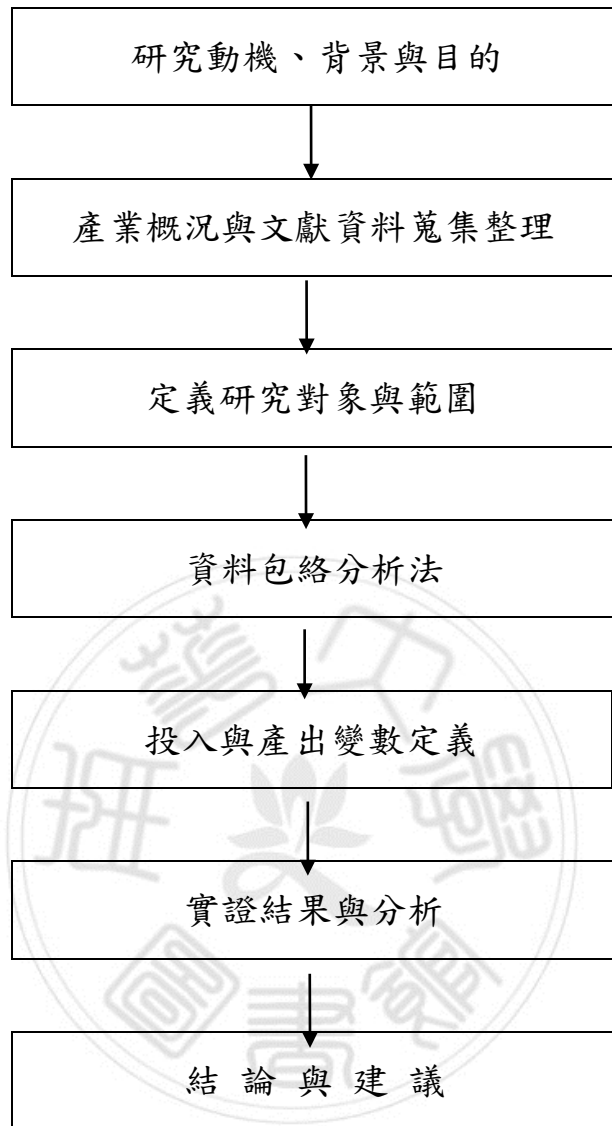 研究動機、背景與目的
產業概況與文獻資料蒐集整理
定義研究對象與範圍
資料包絡分析法
投入與產出變數定義
實證結果與分析
結 論 與 建 議